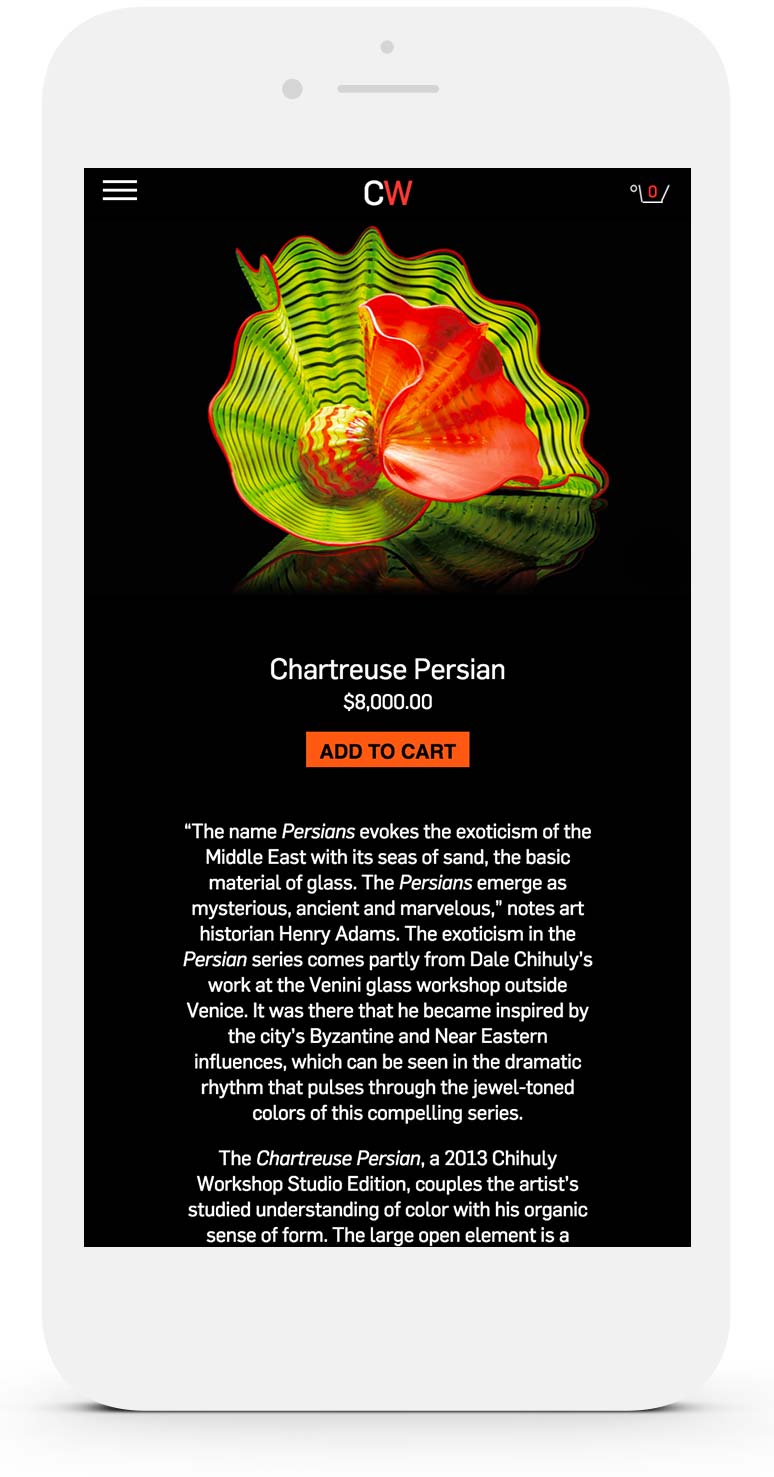 CW
0
Chartreuse Persian
$8,000.00
ADD TO CART
“The name Persians evokes the exoticism of the
Middle East with its seas of sand, the basic
material of glass. The Persians emerge as
mysterious, ancient and marvelous,” notes art
historian Henry Adams. The exoticism in the
Persian series comes partly from Dale Chihuly’s
work at the Venini glass workshop outside
Venice. It was there that he became inspired by
the city’s Byzantine and Near Eastern
influences, which can be seen in the dramatic
rhythm that pulses through the jewel-toned
colors of this compelling series.
The Chartreuse Persian, a 2013 Chihuly
Workshop Studio Edition, couples the artist’s
studied understanding of color with his organic
sense of form. The large open element is a